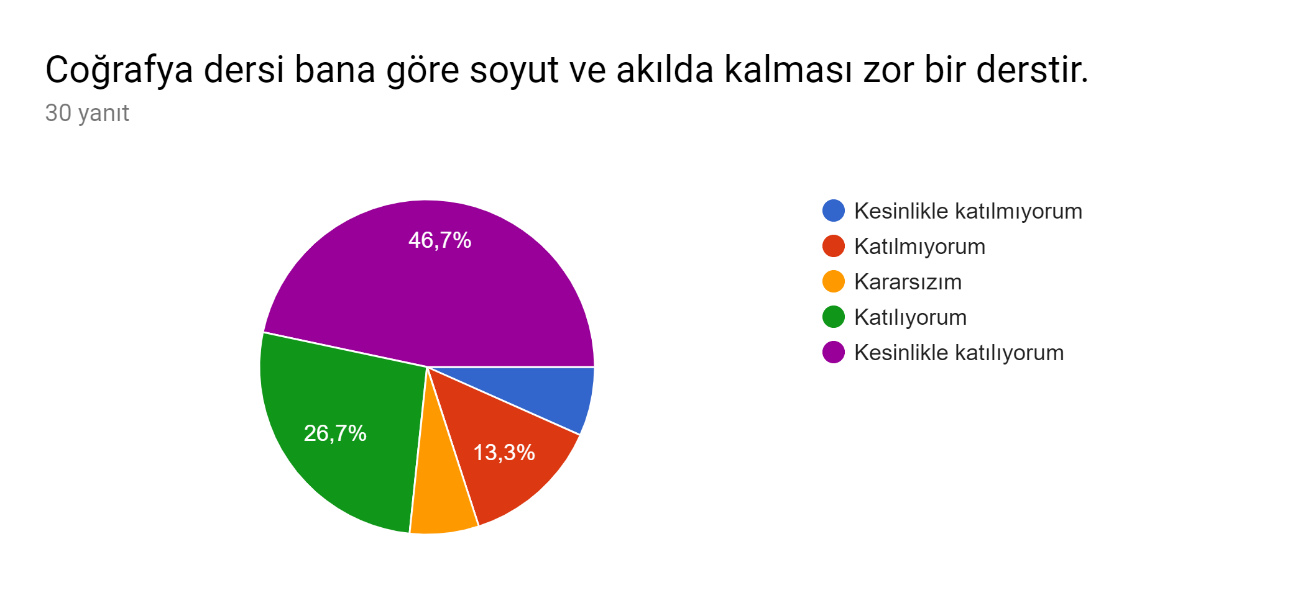 Coğrafya dersi bana göre soyut ve akılda kalması zor bir derstir.
30 yanıt
46,7%
26,7%
13,3%
Kesinlikle katılmıyorum
Katılmıyorum
Kararsızım
Katılıyorum
Kesinlikle katılıyorum